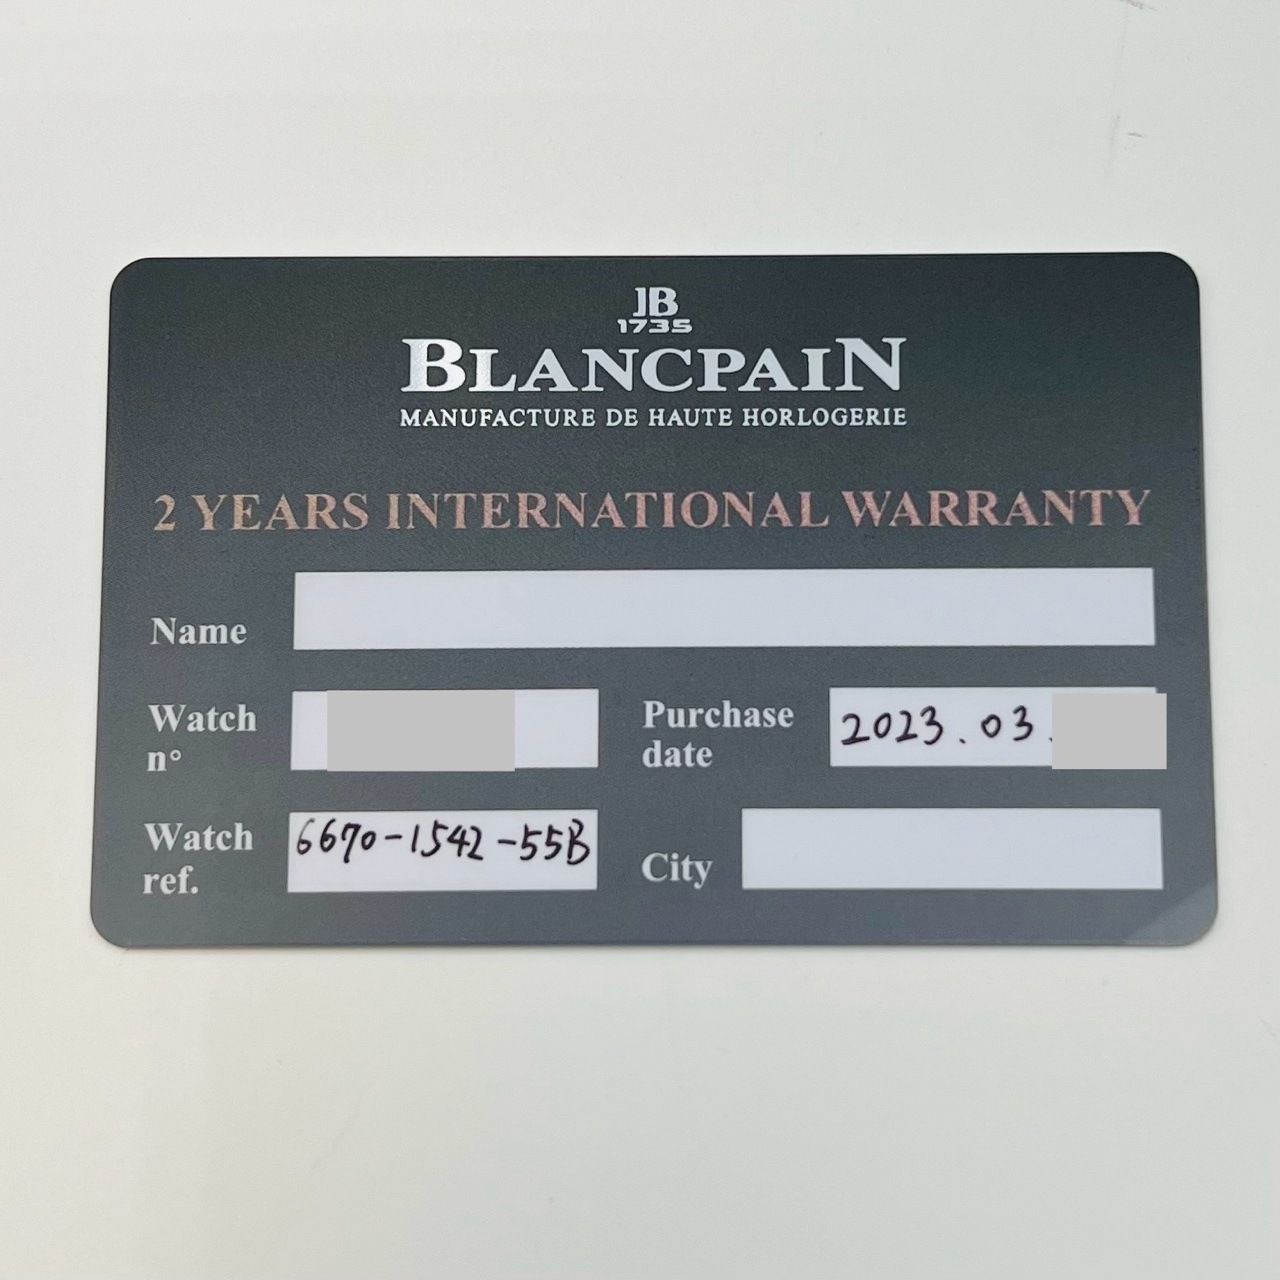 JB
1735
BLANCPAIN
MANUFACTURE DE HAUTE HORLOGERIE
2 YEARS INTERNATIONAL WARRANTY
Name
Watch
n°
Purchase
date
2023.03.
Watch
ref.
6670-1542-55B
City